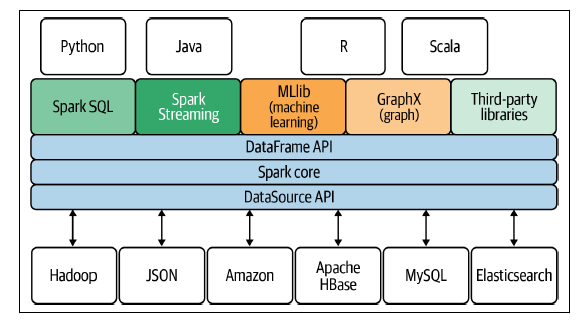 Python
Java
R
Scala
Spark SQL
Spark
Streaming
MLlib
(machine
learning)
GraphX
(graph)
Third-party
libraries
DataFrame API
Spark core
DataSource API
Hadoop
JSON
Amazon
Apache
HBase
MySQL
Elasticsearch